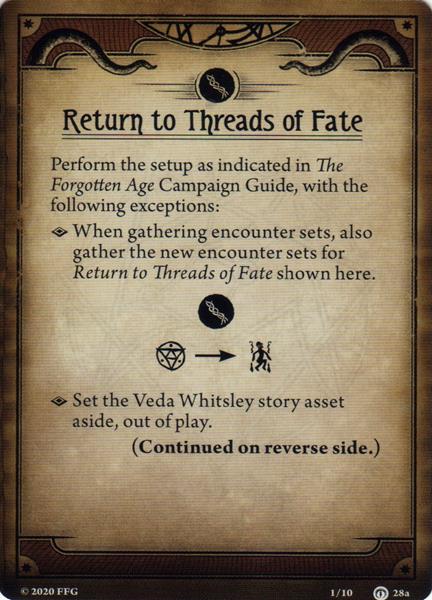 Return to Threads of Fate
Perform the setup as indicated in The
Forgotten Age Campaign Guide, with the
following exceptions:
When gathering encounter sets, also
gather the new encounter sets for
Return to Threads of Fate shown here.
Set the Veda Whitsley story asset
aside, out of play.
(Continued on reverse side.)
© 2020 FFG
1/10
28a